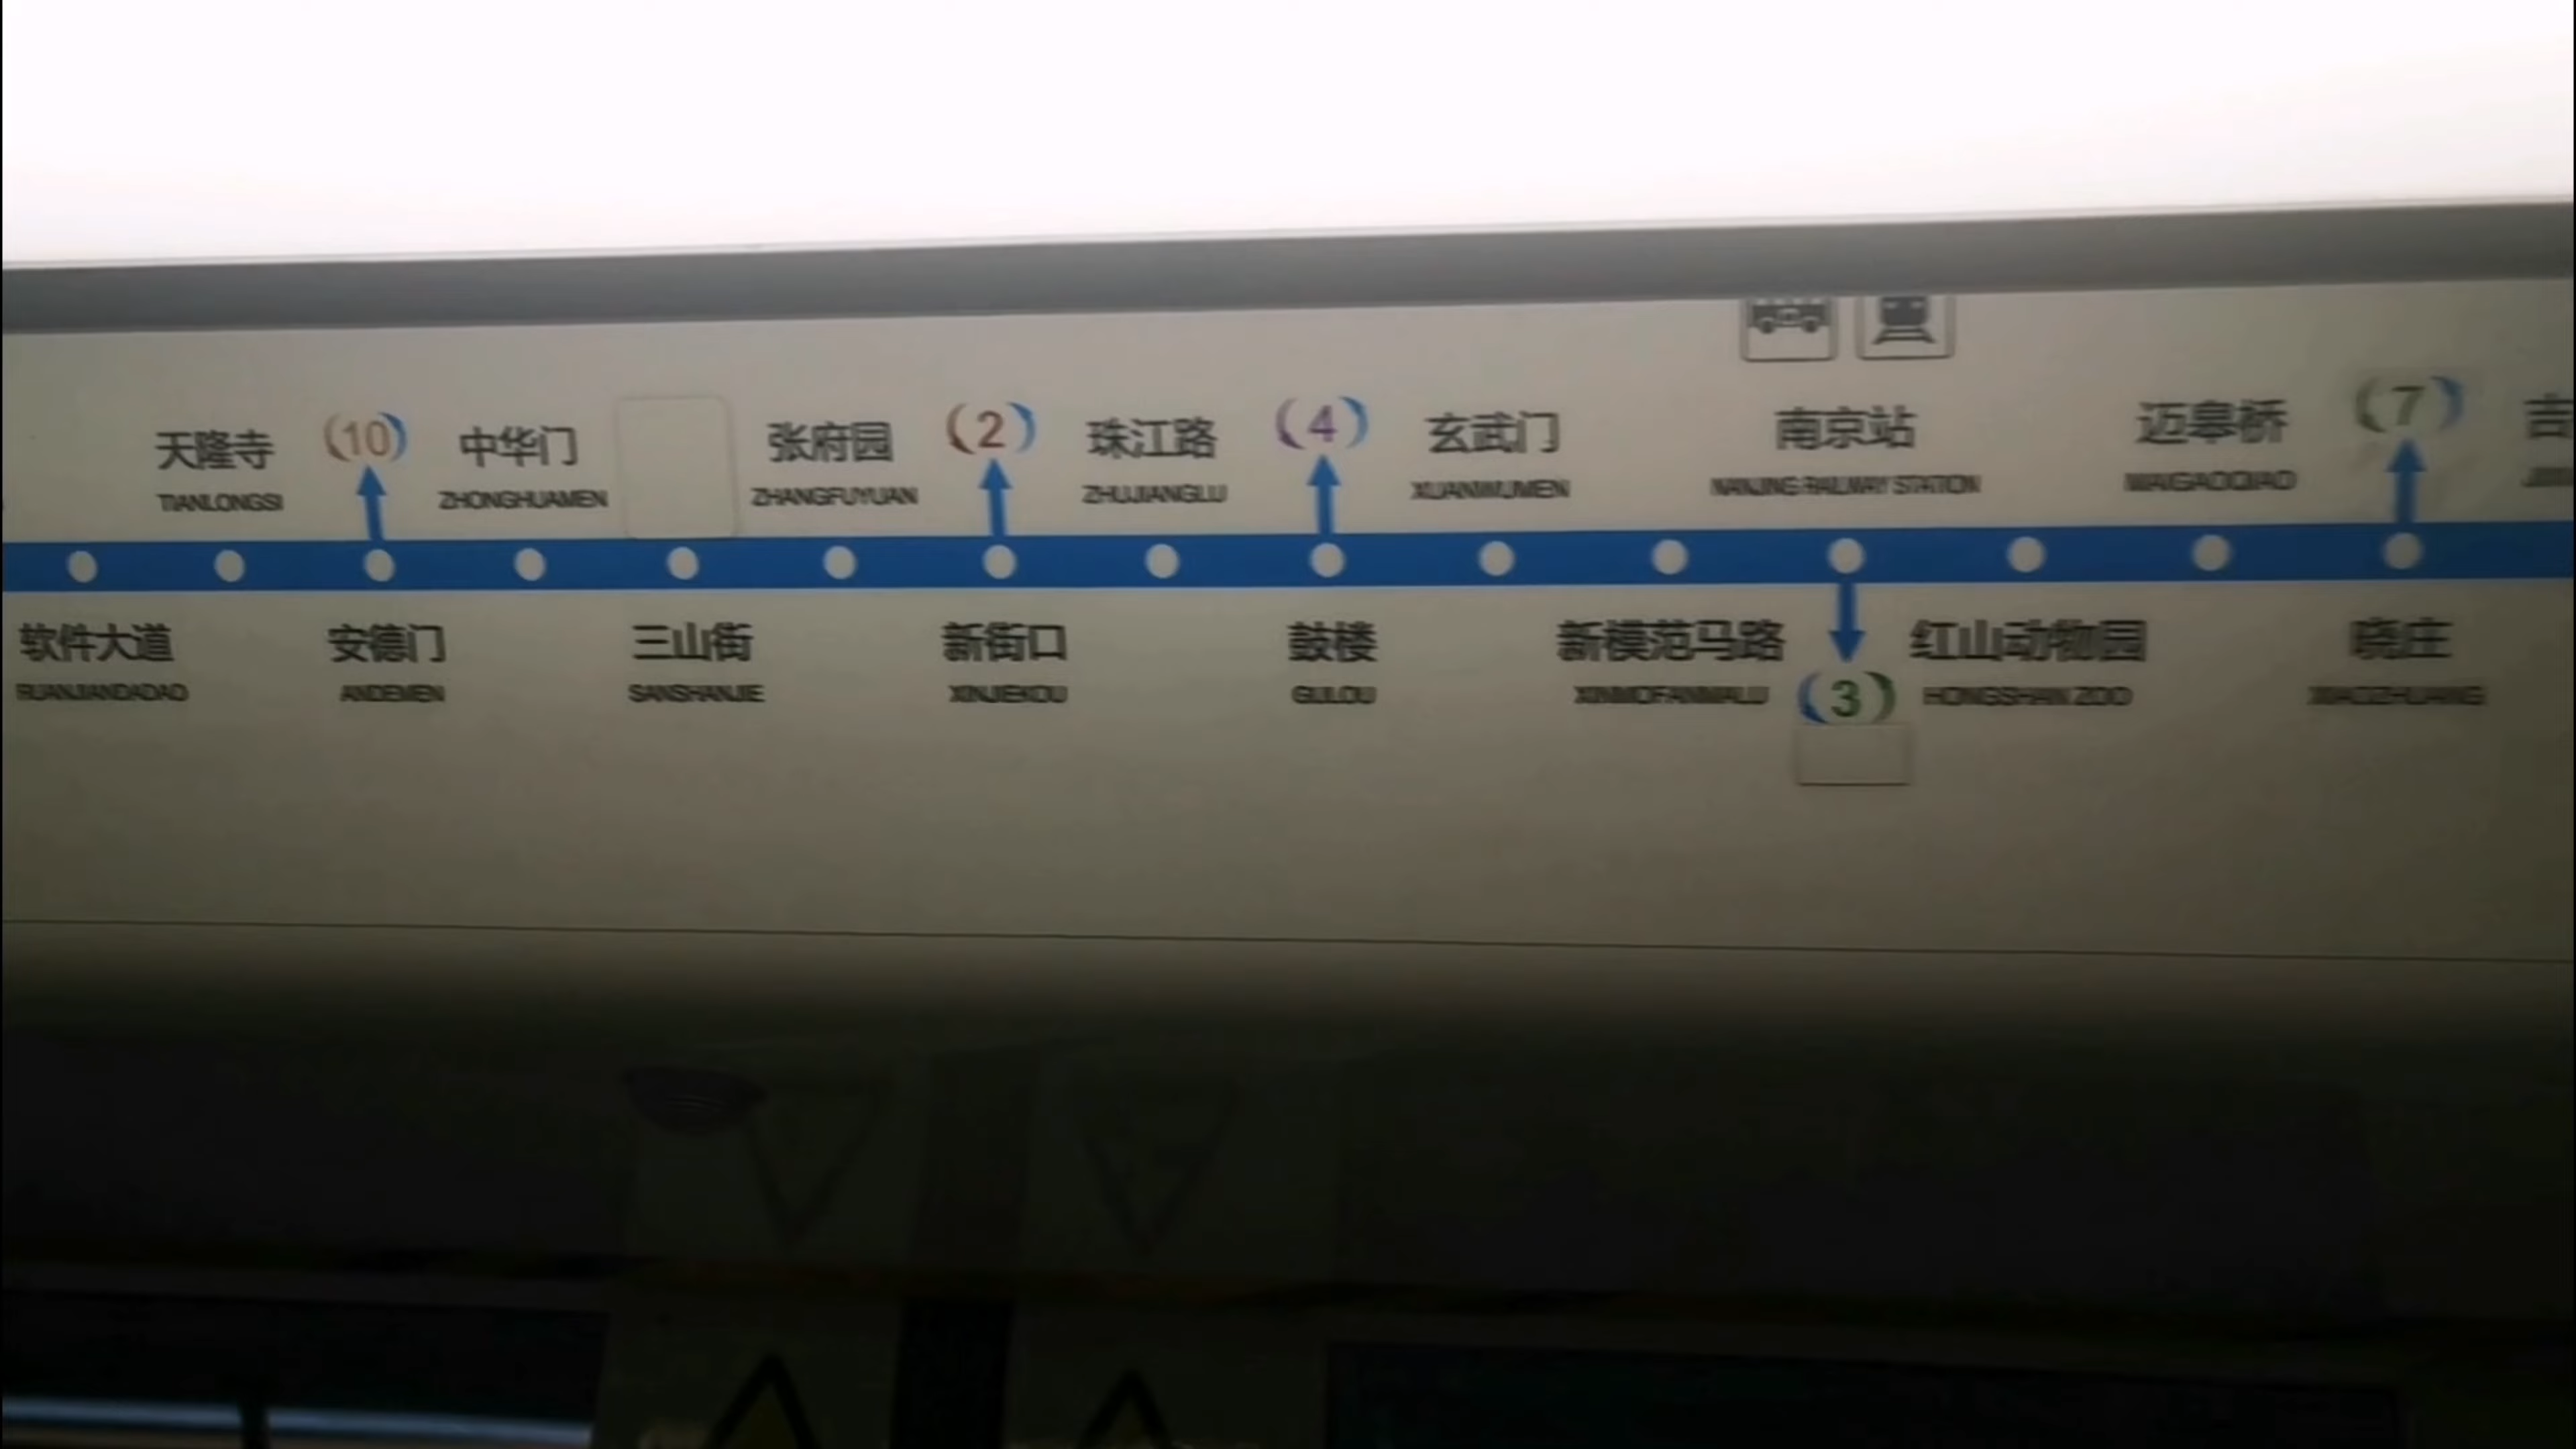 天隆寺
TIANLONGSI
(10)
中华门
ZHONGHUAMEN
张府园
ZHANGFUYUAN
(2)
珠江路
ZHUJIANGLU
(4)
玄武门
XUANWUMEN
南京站
NANJING RAILWAY STATION
迈皋桥
MAIGAOQIAO
(7)
吉
软件大道
RUANJIANDADAO
安德门
ANDEMEN
三山街
SANSHANJIE
新街口
XINJIEKOU
鼓楼
GULOU
新模范马路
XINMOFANMALU
(3)
红山动物园
HONGSHAN ZOO
晓庄
XIAOZHUANG